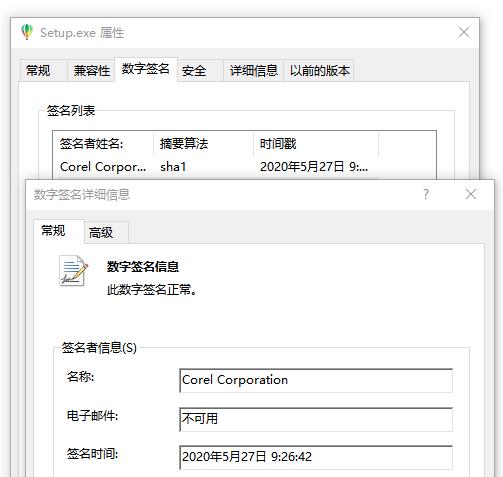 Setup.exe 属性
常规 兼容性 数字签名 安全 详细信息 以前的版本
签名列表
签名者姓名: 摘要算法 时间戳
Corel Corpor... sha1 2020年5月27日 9:...
数字签名详细信息
常规 高级
数字签名信息
此数字签名正常。
签名者信息(S)
名称: Corel Corporation
电子邮件: 不可用
签名时间: 2020年5月27日 9:26:42